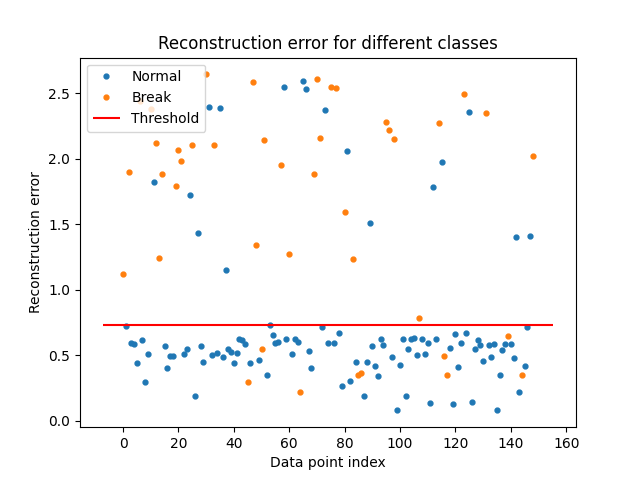 Reconstruction error for different classes
Normal
Break
Threshold
Reconstruction error
2.5
2.0
1.5
1.0
0.5
0.0
0 20 40 60 80 100 120 140 160
Data point index